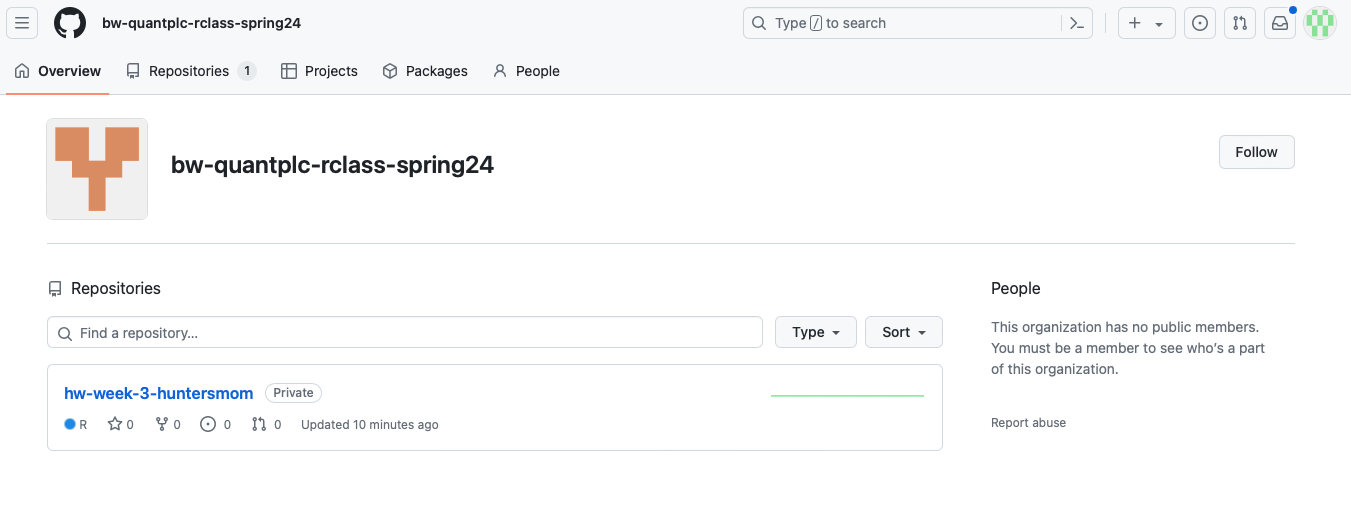 bw-quantplc-rclass-spring24
Type / to search
Overview Repositories 1 Projects Packages People
bw-quantplc-rclass-spring24
Follow
Repositories
Find a repository...
Type
Sort
hw-week-3-huntersmom Private
R 0 0 0 0 Updated 10 minutes ago
People
This organization has no public members.
You must be a member to see who's a part
of this organization.
Report abuse